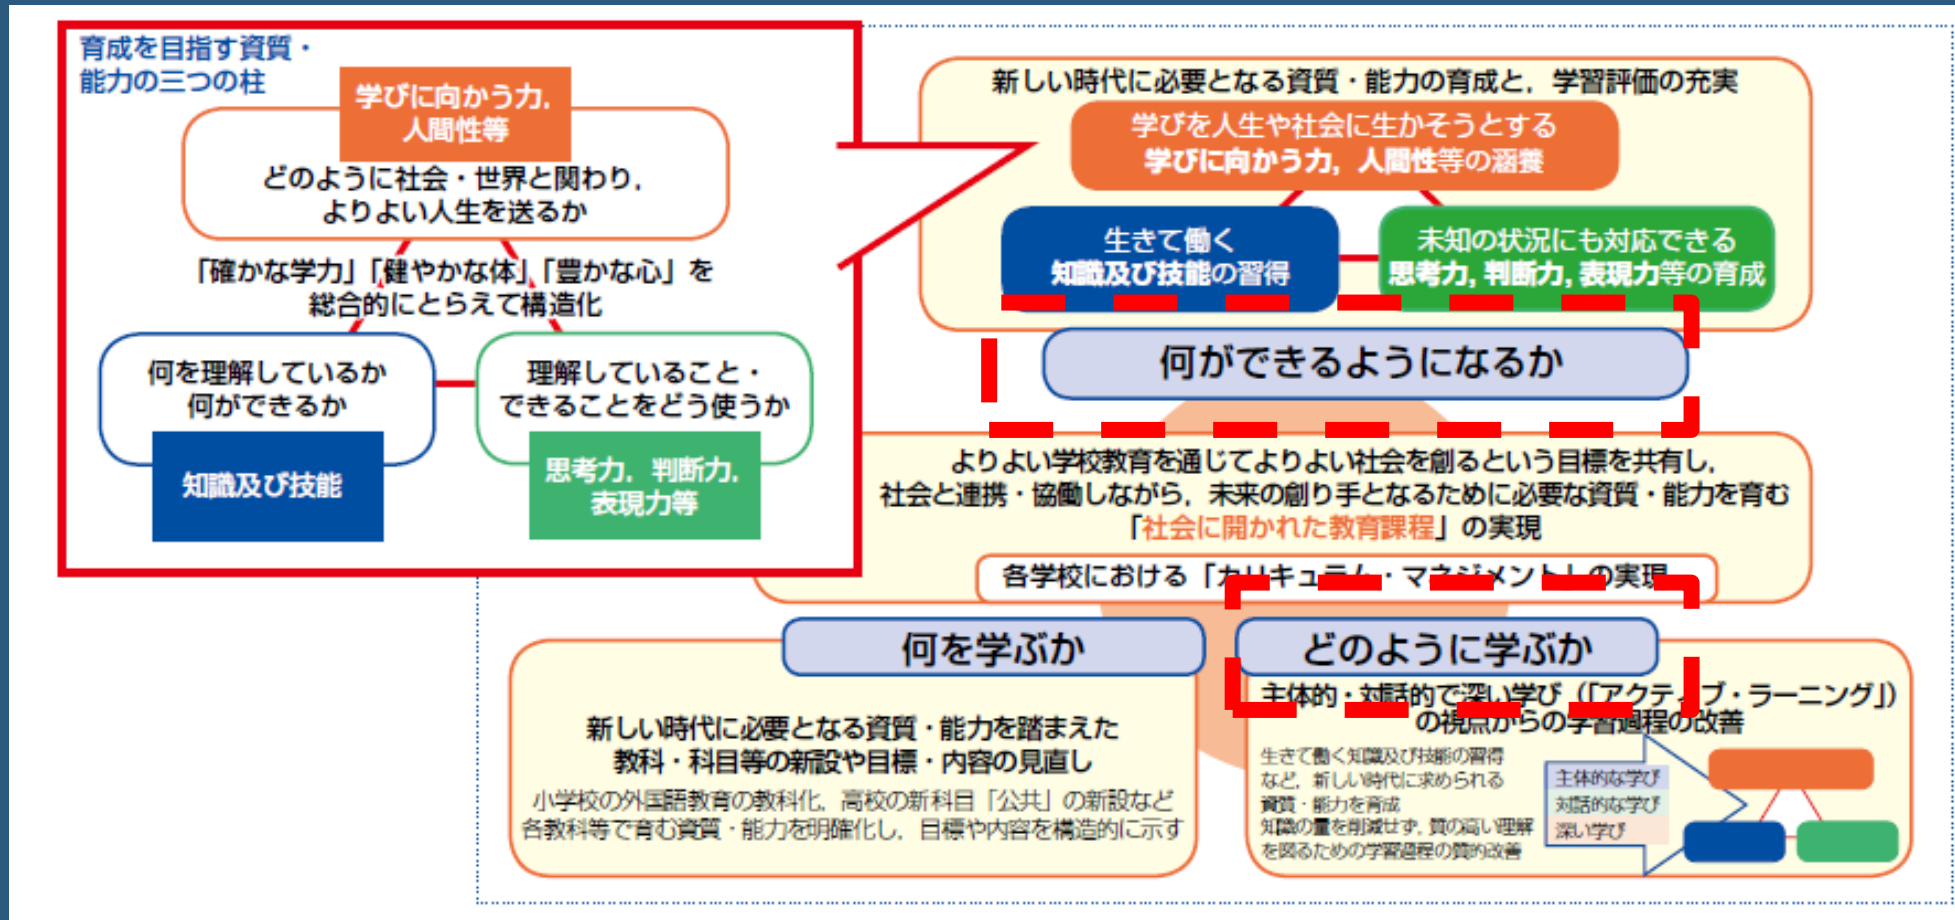 育成を目指す資質・
能力の三つの柱
学びに向かう力，
人間性等
どのように社会・世界と関わり，
よりよい人生を送るか
「確かな学力」「健やかな体」「豊かな心」を
総合的にとらえて構造化
何を理解しているか
何ができるか
知識及び技能
理解していること・
できることをどう使うか
思考力，判断力，
表現力等
新しい時代に必要となる資質・能力の育成と，学習評価の充実
学びを人生や社会に生かそうとする
学びに向かう力，人間性等の涵養
生きて働く
知識及び技能の習得
未知の状況にも対応できる
思考力，判断力，表現力等の育成
何ができるようになるか
よりよい学校教育を通じてよりよい社会を創るという目標を共有し，
社会と連携・協働しながら，未来の創り手となるために必要な資質・能力を育む
「社会に開かれた教育課程」の実現
各学校における「カリキュラム・マネジメント」の実現
何を学ぶか
新しい時代に必要となる資質・能力を踏まえた
教科・科目等の新設や目標・内容の見直し
小学校の外国語教育の教科化，高校の新科目「公共」の新設など
各教科等で育む資質・能力を明確化し，目標や内容を構造的に示す
どのように学ぶか
主体的・対話的で深い学び（「アクティブ・ラーニング」）
の視点からの学習過程の改善
生きて働く知識及び技能の習得
など，新しい時代に求められる
資質・能力を育成
知識の量を削減せず，質の高い理解
を図るための学習過程の質的改善
主体的な学び
対話的な学び
深い学び